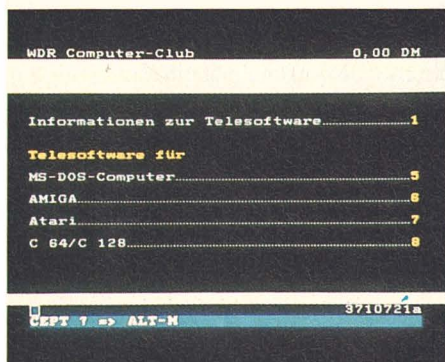 WDR Computer-Club 0,00 DM
Informationen zur Telesoftware.....1
Telesoftware für
MS-DOS-Computer.....5
AMIGA.....6
Atari.....7
C 64/C 128.....8
3710721a
CEPT ? => ALT-M